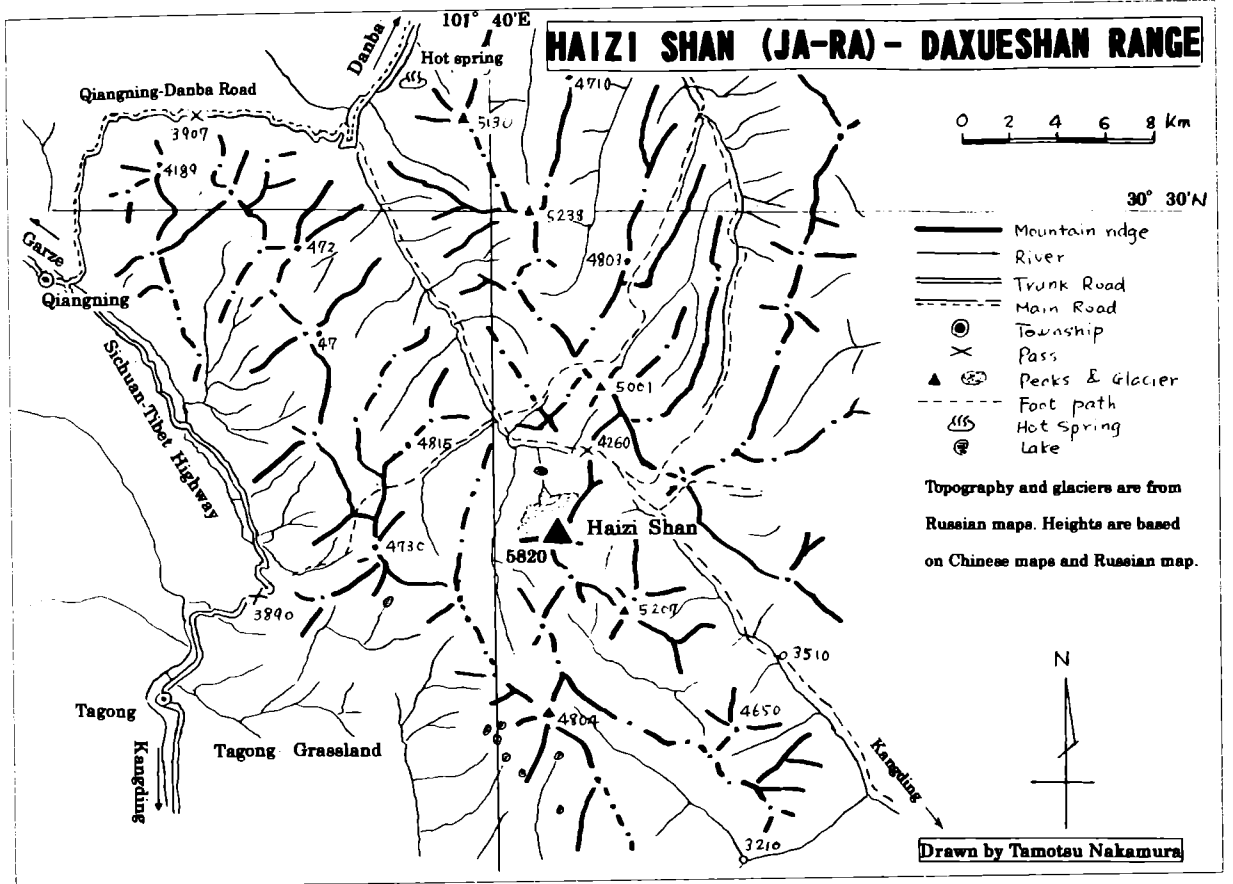 101° 40'E
HAIZI SHAN (JA-RA) - DAXUESHAN RANGE
Danba
Hot spring
4710
Qiangning-Danba Road
5130
0 2 4 6 8 Km
3907
4189
30° 30'N
5238
Garze
472
4803
Qiangning
47
Sichuan-Tibet Highway
5001
4815
4260
Haizi Shan
5820
4730
3890
5207
3510
Tagong
4804
4650
Tagong Grassland
Kangding
Kangding
3210
Mountain ridge
River
Trunk Road
Main Road
Township
Pass
Peeks & Glacier
Foot path
Hot Spring
Lake
Topography and glaciers are from
Russian maps. Heights are based
on Chinese maps and Russian map.
N
Drawn by Tamotsu Nakamura